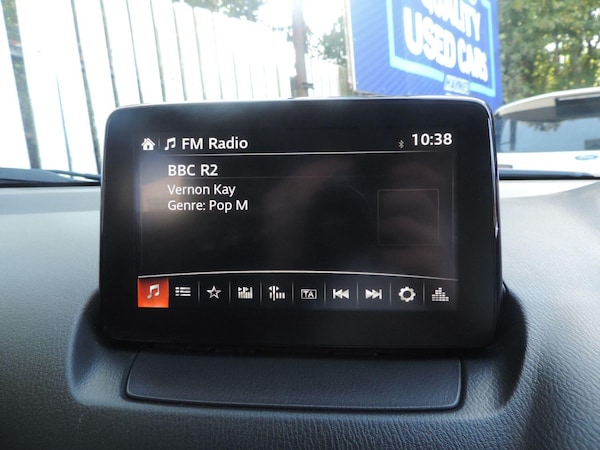 QUALITY
USED CARS
FM Radio
10:38
BBC R2
Vernon Kay
Genre: Pop M
TA